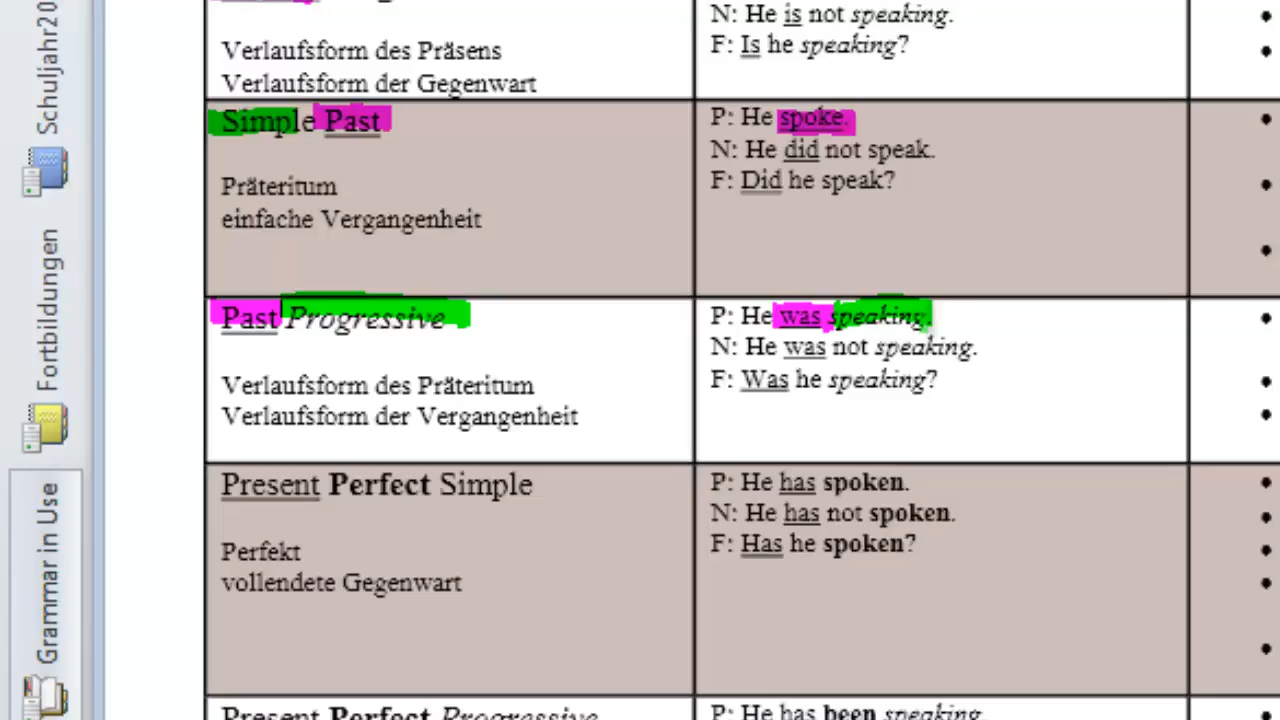 Schuljahr20
Fortbildungen
Grammar in Use
N: He is not speaking.
F: Is he speaking?
Verlaufsform des Präsens
Verlaufsform der Gegenwart
Simple Past
Präteritum
einfache Vergangenheit
P: He spoke.
N: He did not speak.
F: Did he speak?
Past Progressive
Verlaufsform des Präteritum
Verlaufsform der Vergangenheit
P: He was speaking.
N: He was not speaking.
F: Was he speaking?
Present Perfect Simple
Perfekt
vollendete Gegenwart
P: He has spoken.
N: He has not spoken.
F: Has he spoken?
Present Perfect Progressive
P: He has been speaking.